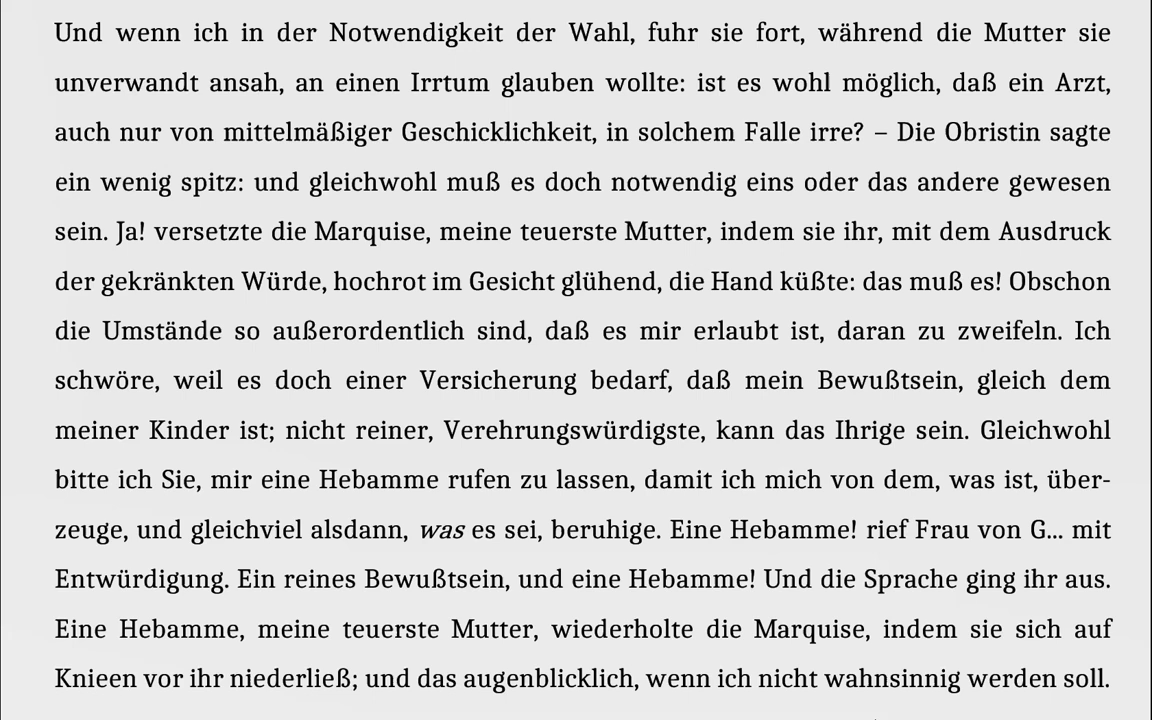 Und wenn ich in der Notwendigkeit der Wahl, fuhr sie fort, während die Mutter sie
unverwandt ansah, an einen Irrtum glauben wollte: ist es wohl möglich, daß ein Arzt,
auch nur von mittelmäßiger Geschicklichkeit, in solchem Falle irre? – Die Obristin sagte
ein wenig spitz: und gleichwohl muß es doch notwendig eins oder das andere gewesen
sein. Ja! versetzte die Marquise, meine teuerste Mutter, indem sie ihr, mit dem Ausdruck
der gekränkten Würde, hochrot im Gesicht glühend, die Hand küßte: das muß es! Obschon
die Umstände so außerordentlich sind, daß es mir erlaubt ist, daran zu zweifeln. Ich
schwöre, weil es doch einer Versicherung bedarf, daß mein Bewußtsein, gleich dem
meiner Kinder ist; nicht reiner, Verehrungswürdigste, kann das Ihrige sein. Gleichwohl
bitte ich Sie, mir eine Hebamme rufen zu lassen, damit ich mich von dem, was ist, über-
zeuge, und gleichviel alsdann, was es sei, beruhige. Eine Hebamme! rief Frau von G... mit
Entwürdigung. Ein reines Bewußtsein, und eine Hebamme! Und die Sprache ging ihr aus.
Eine Hebamme, meine teuerste Mutter, wiederholte die Marquise, indem sie sich auf
Knieen vor ihr niederließ; und das augenblicklich, wenn ich nicht wahnsinnig werden soll.